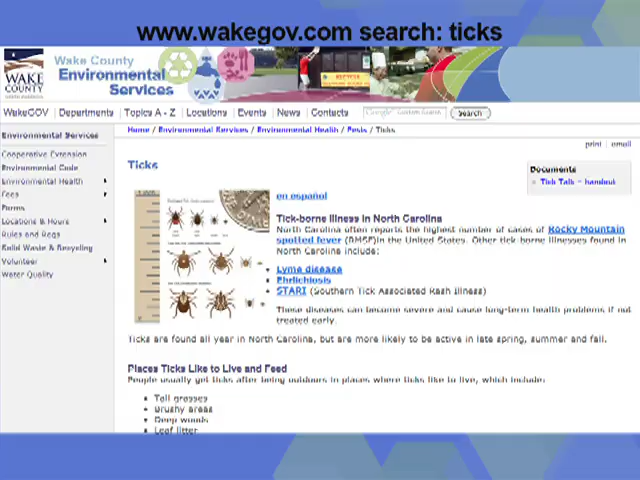 www.wakegov.com search: ticks
WAKE
COUNTY
NORTH CAROLINA
Wake County
Environmental
Services
RECYCLE
WakeGOV Departments Topics A - Z Locations Events News Contacts Search
Environmental Services
Cooperative Extension
Environmental Code
Environmental Health
Fees
Forms
Locations & Hours
Rules and Regs
Solid Waste & Recycling
Volunteer
Water Quality
Home / Environmental Services / Environmental Health / Pests / Ticks
print email
Ticks
Documents
Tick Talk - handout
en español
Tick-borne Illness in North Carolina
North Carolina often reports the highest number of cases of Rocky Mountain
spotted fever (RMSF)in the United States. Other tick-borne illnesses found in
North Carolina include:
Lyme disease
Ehrlichiosis
STARI (Southern Tick Associated Rash Illness)
These diseases can become severe and cause long-term health problems if not
treated early.
Ticks are found all year in North Carolina, but are more likely to be active in late spring, summer and fall.
Places Ticks Like to Live and Feed
People usually get ticks after being outdoors in places where ticks like to live, which include:
Tall grasses
Brushy areas
Deep woods
Leaf litter